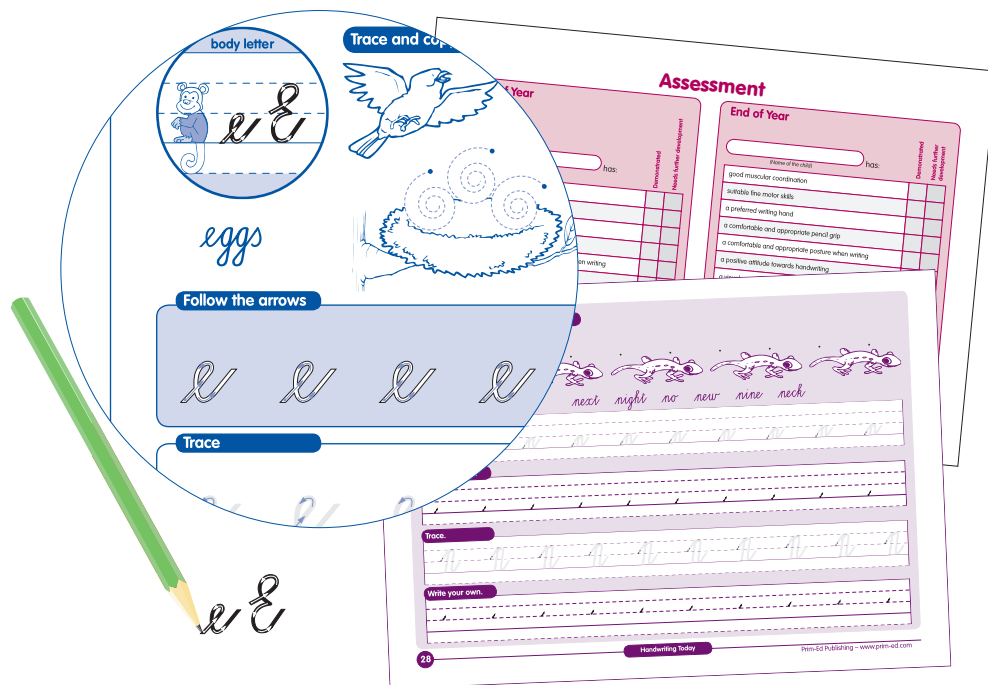 body letter
e E
eggs
Trace and cop
Follow the arrows
e e e e
Trace
e e e
e E
Assessment
of Year
has:
Demonstrated
Needs further development
en writing
End of Year
(Name of the child)
has:
Demonstrated
Needs further development
good muscular coordination
suitable fine motor skills
a preferred writing hand
a comfortable and appropriate pencil grip
a comfortable and appropriate posture when writing
a positive attitude towards handwriting
next night no new nine neck
n n n n n n n n
Trace.
N N N N N N N N N N
Write your own.
28
Handwriting Today
Prim-Ed Publishing – www.prim-ed.com